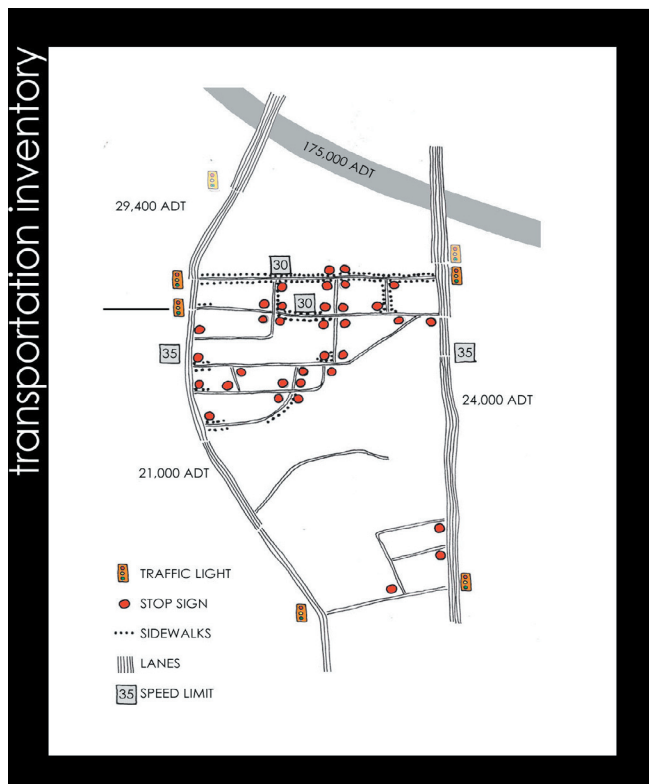 transportation inventory
175,000 ADT
29,400 ADT
30
30
35
35
24,000 ADT
21,000 ADT
TRAFFIC LIGHT
STOP SIGN
SIDEWALKS
LANES
35 SPEED LIMIT